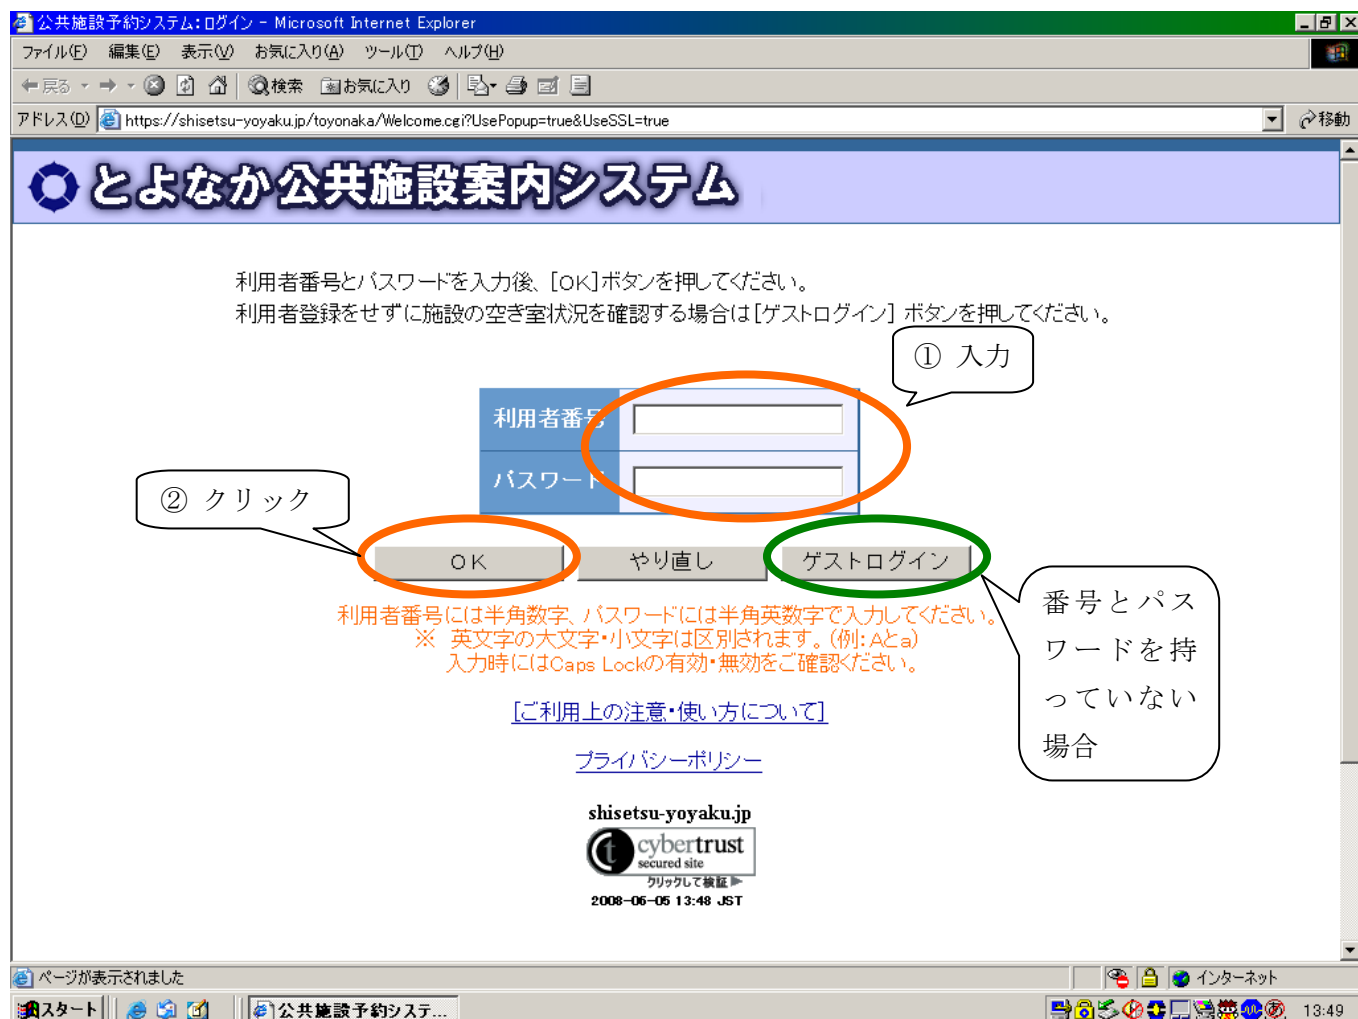 公共施設予約システム:ログイン - Microsoft Internet Explorer
ファイル(F) 編集(E) 表示(V) お気に入り(A) ツール(T) ヘルプ(H)
戻る 検索 お気に入り
アドレス(D) https://shisetsu-yoyaku.jp/toyonaka/Welcome.cgi?UsePopup=true&UseSSL=true 移動
とよなか公共施設案内システム
利用者番号とパスワードを入力後、[OK]ボタンを押してください。
利用者登録をせずに施設の空き室状況を確認する場合は[ゲストログイン] ボタンを押してください。
① 入力
利用者番号
パスワード
② クリック
OK やり直し ゲストログイン
番号とパス
ワードを持
っていない
場合
利用者番号には半角数字、パスワードには半角英数字で入力してください。
※ 英文字の大文字・小文字は区別されます。(例:Aとa)
入力時にはCaps Lockの有効・無効をご確認ください。
[ご利用上の注意・使い方について]
プライバシーポリシー
shisetsu-yoyaku.jp
cybertrust
secured site
クリックして検証
2008-06-05 13:48 JST
ページが表示されました インターネット
スタート 公共施設予約システ... 13:49